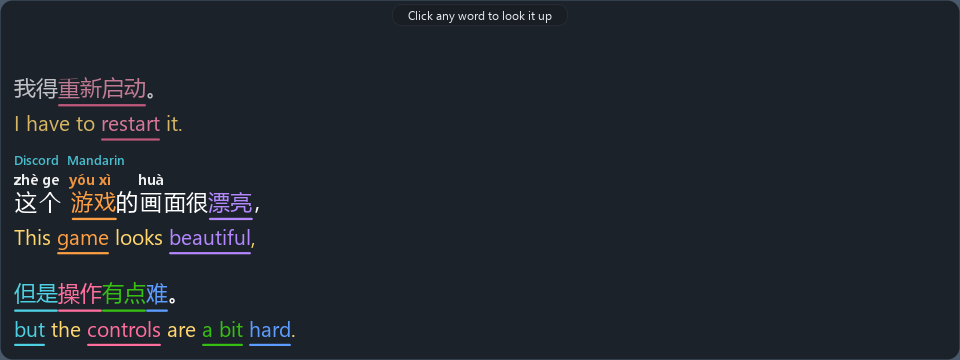 Click any word to look it up
我得重新启动。
I have to restart it.
Discord Mandarin
zhè ge yóu xì huà
这个 游戏的画面很漂亮,
This game looks beautiful,
但是操作有点难。
but the controls are a bit hard.